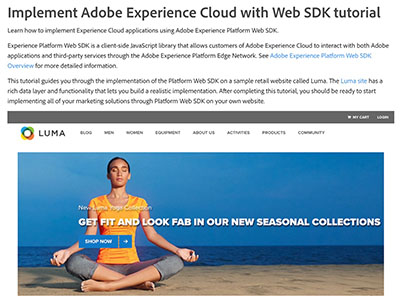 Implement Adobe Experience Cloud with Web SDK tutorial
Learn how to implement Experience Cloud applications using Adobe Experience Platform Web SDK.
Experience Platform Web SDK is a client-side JavaScript library that allows customers of Adobe Experience Cloud to interact with both Adobe
applications and third-party services through the Adobe Experience Platform Edge Network. See Adobe Experience Platform Web SDK
Overview for more detailed information.
This tutorial guides you through the implementation of the Platform Web SDK on a sample retail website called Luma. The Luma site has a
rich data layer and functionality that lets you build a realistic implementation. After completing this tutorial, you should be ready to start
implementing all of your marketing solutions through Platform Web SDK on your own website.
MY CART LOGIN
LUMA BLOG MEN WOMEN EQUIPMENT ABOUT US ACTIVITIES PRODUCTS COMMUNITY
New Luma Yoga Collection
GET FIT AND LOOK FAB IN OUR NEW SEASONAL COLLECTIONS
SHOP NOW